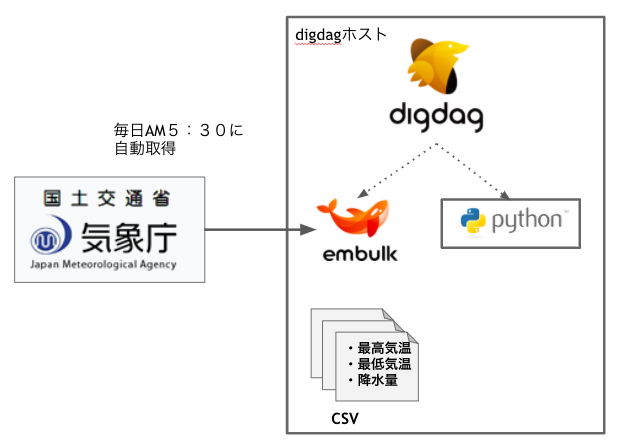 digdagホスト
digdag
毎日AM5：３０に
自動取得
国土交通省
気象庁
Japan Meteorological Agency
embulk
python™
・最高気温
・最低気温
・降水量
CSV